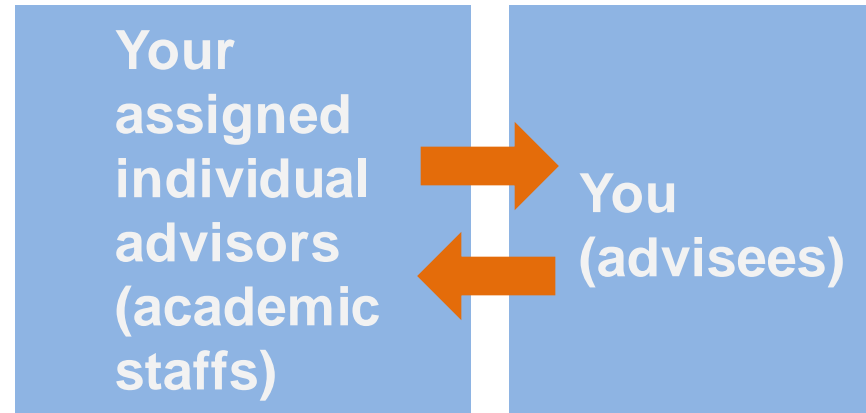 Your
assigned
individual
advisors
(academic
staffs)
You
(advisees)